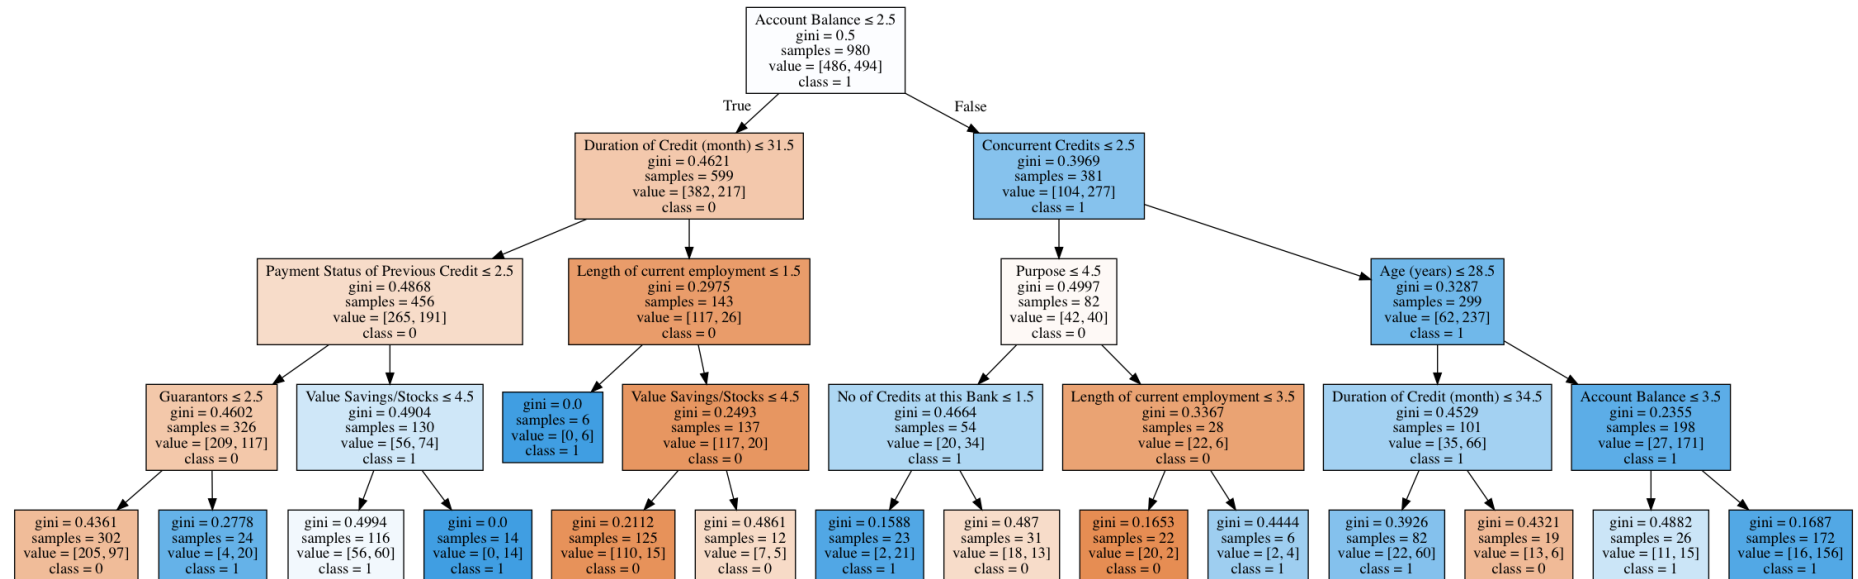 Account Balance ≤ 2.5
gini = 0.5
samples = 980
value = [486, 494]
class = 1
True
False
Duration of Credit (month) ≤ 31.5
gini = 0.4621
samples = 599
value = [382, 217]
class = 0
Concurrent Credits ≤ 2.5
gini = 0.3969
samples = 381
value = [104, 277]
class = 1
Payment Status of Previous Credit ≤ 2.5
gini = 0.4868
samples = 456
value = [265, 191]
class = 0
Length of current employment ≤ 1.5
gini = 0.2975
samples = 143
value = [117, 26]
class = 0
Purpose ≤ 4.5
gini = 0.4997
samples = 82
value = [42, 40]
class = 0
Age (years) ≤ 28.5
gini = 0.3287
samples = 299
value = [62, 237]
class = 1
Guarantors ≤ 2.5
gini = 0.4602
samples = 326
value = [209, 117]
class = 0
Value Savings/Stocks ≤ 4.5
gini = 0.4904
samples = 130
value = [56, 74]
class = 1
gini = 0.0
samples = 6
value = [0, 6]
class = 1
Value Savings/Stocks ≤ 4.5
gini = 0.2493
samples = 137
value = [117, 20]
class = 0
No of Credits at this Bank ≤ 1.5
gini = 0.4664
samples = 54
value = [20, 34]
class = 1
Length of current employment ≤ 3.5
gini = 0.3367
samples = 28
value = [22, 6]
class = 0
Duration of Credit (month) ≤ 34.5
gini = 0.4529
samples = 101
value = [35, 66]
class = 1
Account Balance ≤ 3.5
gini = 0.2355
samples = 198
value = [27, 171]
class = 1
gini = 0.4361
samples = 302
value = [205, 97]
class = 0
gini = 0.2778
samples = 24
value = [4, 20]
class = 1
gini = 0.4994
samples = 116
value = [56, 60]
class = 1
gini = 0.0
samples = 14
value = [0, 14]
class = 1
gini = 0.2112
samples = 125
value = [110, 15]
class = 0
gini = 0.4861
samples = 12
value = [7, 5]
class = 0
gini = 0.1588
samples = 23
value = [2, 21]
class = 1
gini = 0.487
samples = 31
value = [18, 13]
class = 0
gini = 0.1653
samples = 22
value = [20, 2]
class = 0
gini = 0.4444
samples = 6
value = [2, 4]
class = 1
gini = 0.3926
samples = 82
value = [22, 60]
class = 1
gini = 0.4321
samples = 19
value = [13, 6]
class = 0
gini = 0.4882
samples = 26
value = [11, 15]
class = 1
gini = 0.1687
samples = 172
value = [16, 156]
class = 1